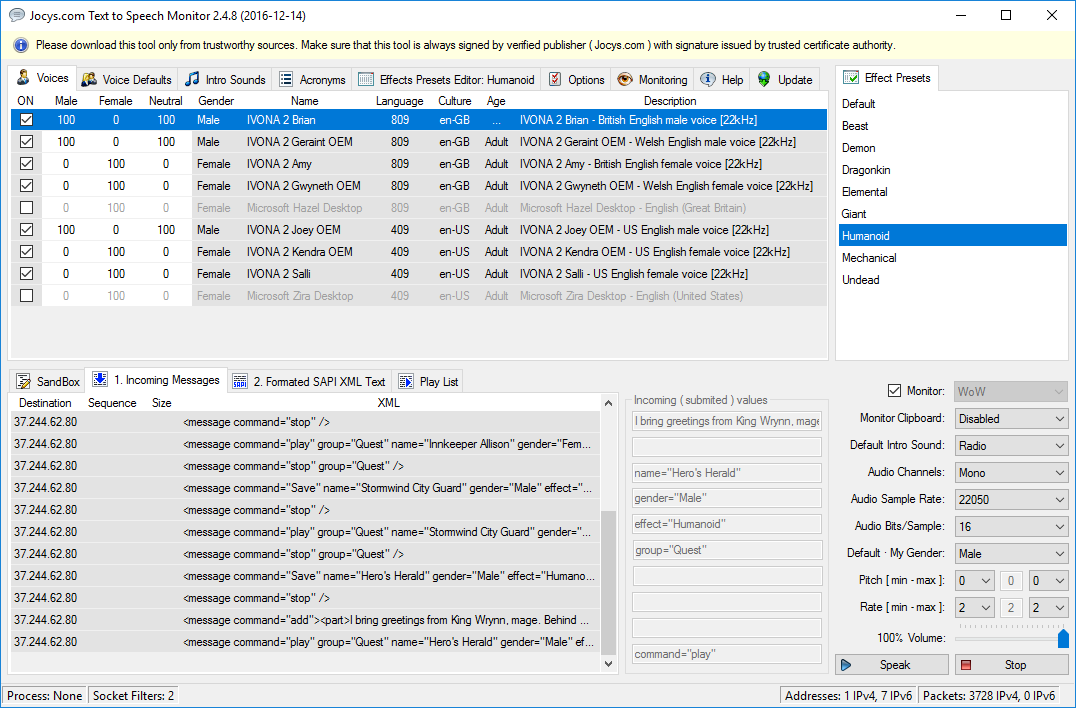 Jocys.com Text to Speech Monitor 2.4.8 (2016-12-14)
Please download this tool only from trustworthy sources. Make sure that this tool is always signed by verified publisher ( Jocys.com ) with signature issued by trusted certificate authority.
Voices Voice Defaults Intro Sounds Acronyms Effects Presets Editor: Humanoid Options Monitoring Help Update
ON Male Female Neutral Gender Name Language Culture Age Description
100 0 100 Male IVONA 2 Brian 809 en-GB ... IVONA 2 Brian - British English male voice [22kHz]
100 0 100 Male IVONA 2 Geraint OEM 809 en-GB Adult IVONA 2 Geraint OEM - Welsh English male voice [22kHz]
0 100 0 Female IVONA 2 Amy 809 en-GB Adult IVONA 2 Amy - British English female voice [22kHz]
0 100 0 Female IVONA 2 Gwyneth OEM 809 en-GB Adult IVONA 2 Gwyneth OEM - Welsh English female voice [22kHz]
0 100 0 Female Microsoft Hazel Desktop 809 en-GB Adult Microsoft Hazel Desktop - English (Great Britain)
100 0 100 Male IVONA 2 Joey OEM 409 en-US Adult IVONA 2 Joey OEM - US English male voice [22kHz]
0 100 0 Female IVONA 2 Kendra OEM 409 en-US Adult IVONA 2 Kendra OEM - US English female voice [22kHz]
0 100 0 Female IVONA 2 Salli 409 en-US Adult IVONA 2 Salli - US English female voice [22kHz]
0 100 0 Female Microsoft Zira Desktop 409 en-US Adult Microsoft Zira Desktop - English (United States)
Effect Presets
Default
Beast
Demon
Dragonkin
Elemental
Giant
Humanoid
Mechanical
Undead
SandBox 1. Incoming Messages 2. Formated SAPI XML Text Play List
Destination Sequence Size XML
37.244.62.80 <message command="stop" />
37.244.62.80 <message command="play" group="Quest" name="Innkeeper Allison" gender="Fem...
37.244.62.80 <message command="stop" group="Quest" />
37.244.62.80 <message command="Save" name="Stormwind City Guard" gender="Male" effect="...
37.244.62.80 <message command="stop" />
37.244.62.80 <message command="play" group="Quest" name="Stormwind City Guard" gender="...
37.244.62.80 <message command="stop" group="Quest" />
37.244.62.80 <message command="Save" name="Hero's Herald" gender="Male" effect="Humano...
37.244.62.80 <message command="stop" />
37.244.62.80 <message command="add"><part>I bring greetings from King Wrynn, mage. Behind ...
37.244.62.80 <message command="play" group="Quest" name="Hero's Herald" gender="Male" ef...
Incoming ( submited ) values
I bring greetings from King Wrynn, mage
name="Hero's Herald"
gender="Male"
effect="Humanoid"
group="Quest"
command="play"
Monitor: WoW
Monitor Clipboard: Disabled
Default Intro Sound: Radio
Audio Channels: Mono
Audio Sample Rate: 22050
Audio Bits/Sample: 16
Default · My Gender: Male
Pitch [ min - max ]: 0 0 0
Rate [ min - max ]: 2 2 2
100% Volume:
Speak Stop
Process: None Socket Filters: 2 Addresses: 1 IPv4, 7 IPv6 Packets: 3728 IPv4, 0 IPv6